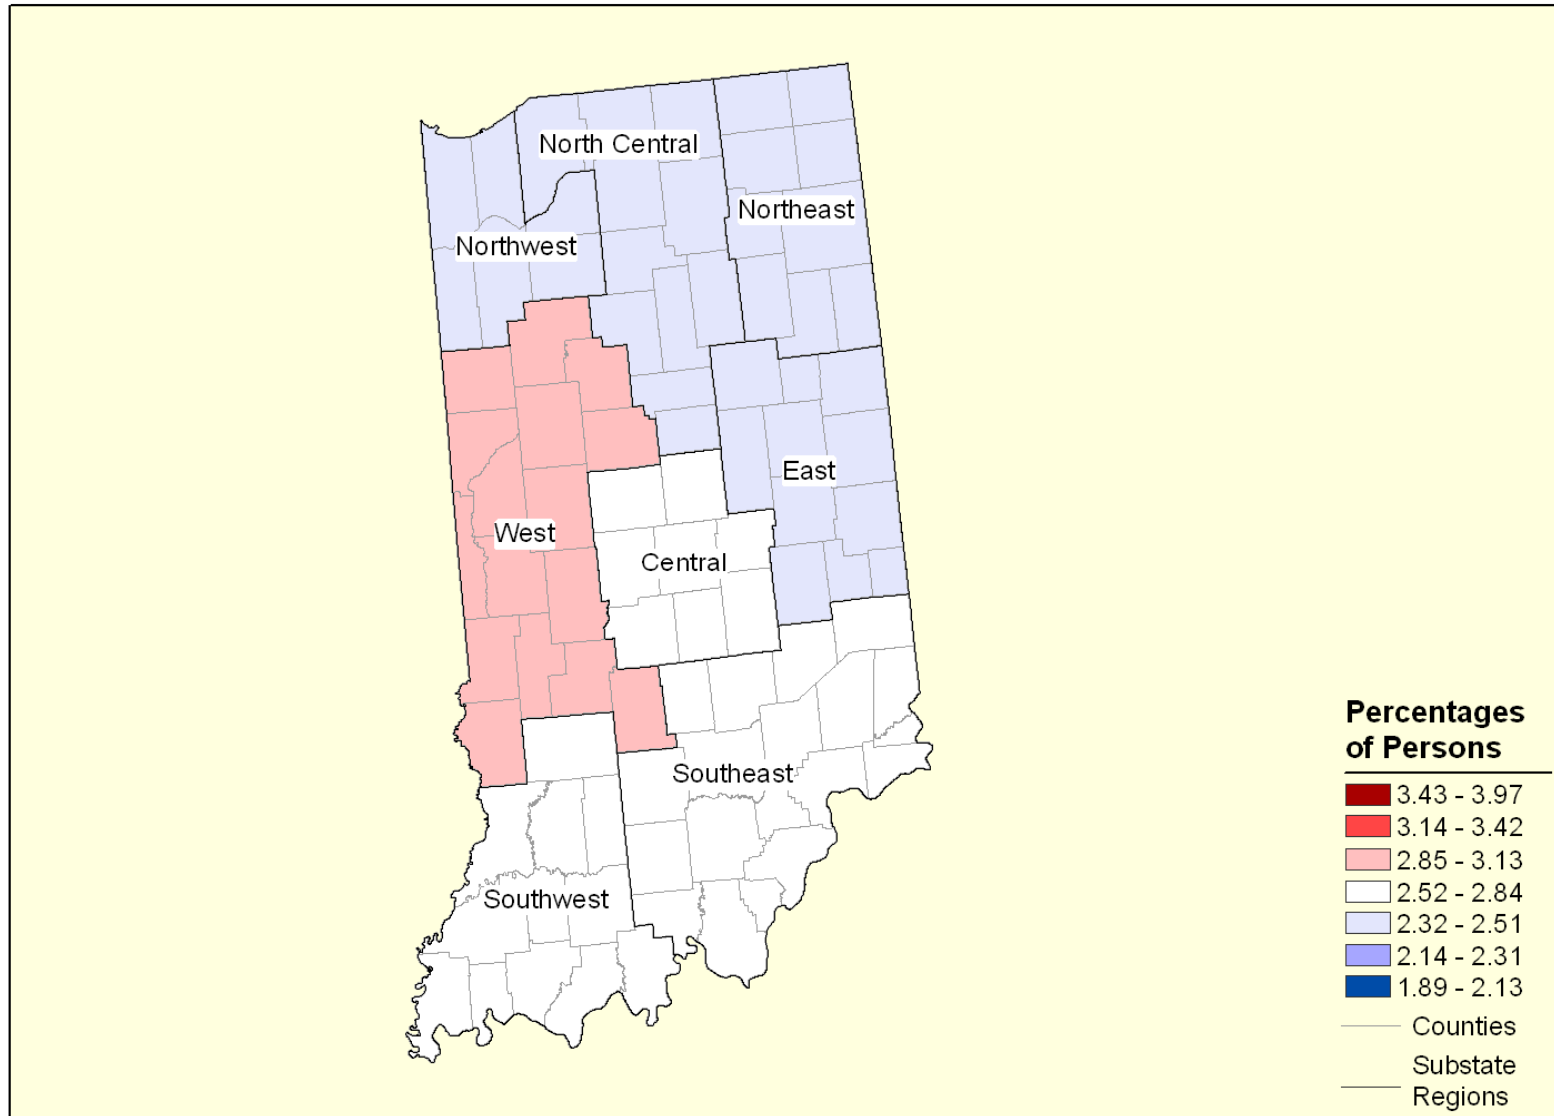 North Central
Northeast
Northwest
East
West
Central
Southeast
Southwest
Percentages
of Persons
3.43 - 3.97
3.14 - 3.42
2.85 - 3.13
2.52 - 2.84
2.32 - 2.51
2.14 - 2.31
1.89 - 2.13
Counties
Substate
Regions